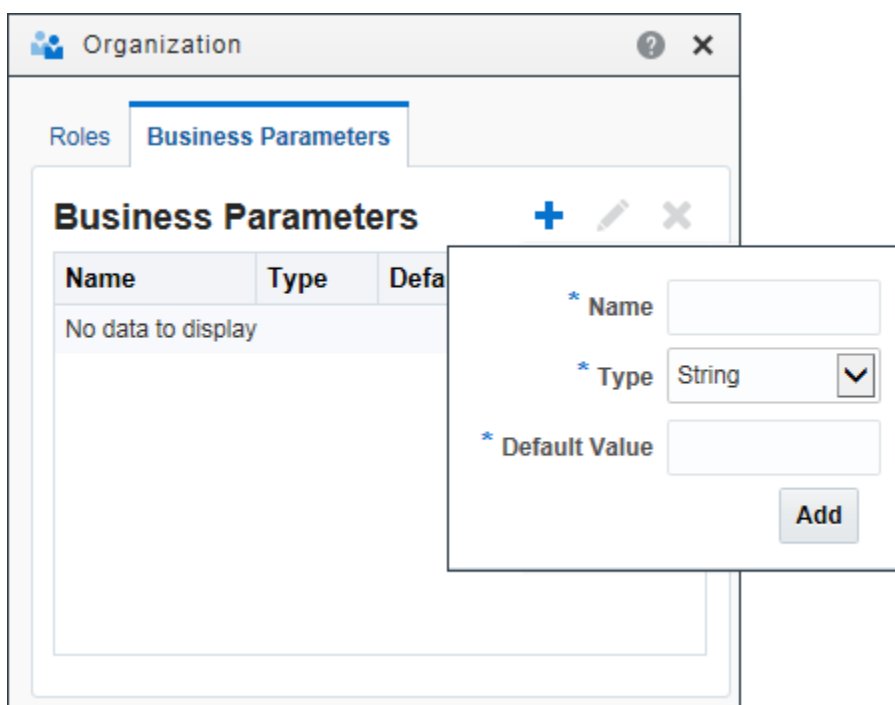 Organization
Roles
Business Parameters
Business Parameters
Name Type Defa
No data to display
* Name
* Type String
* Default Value
Add